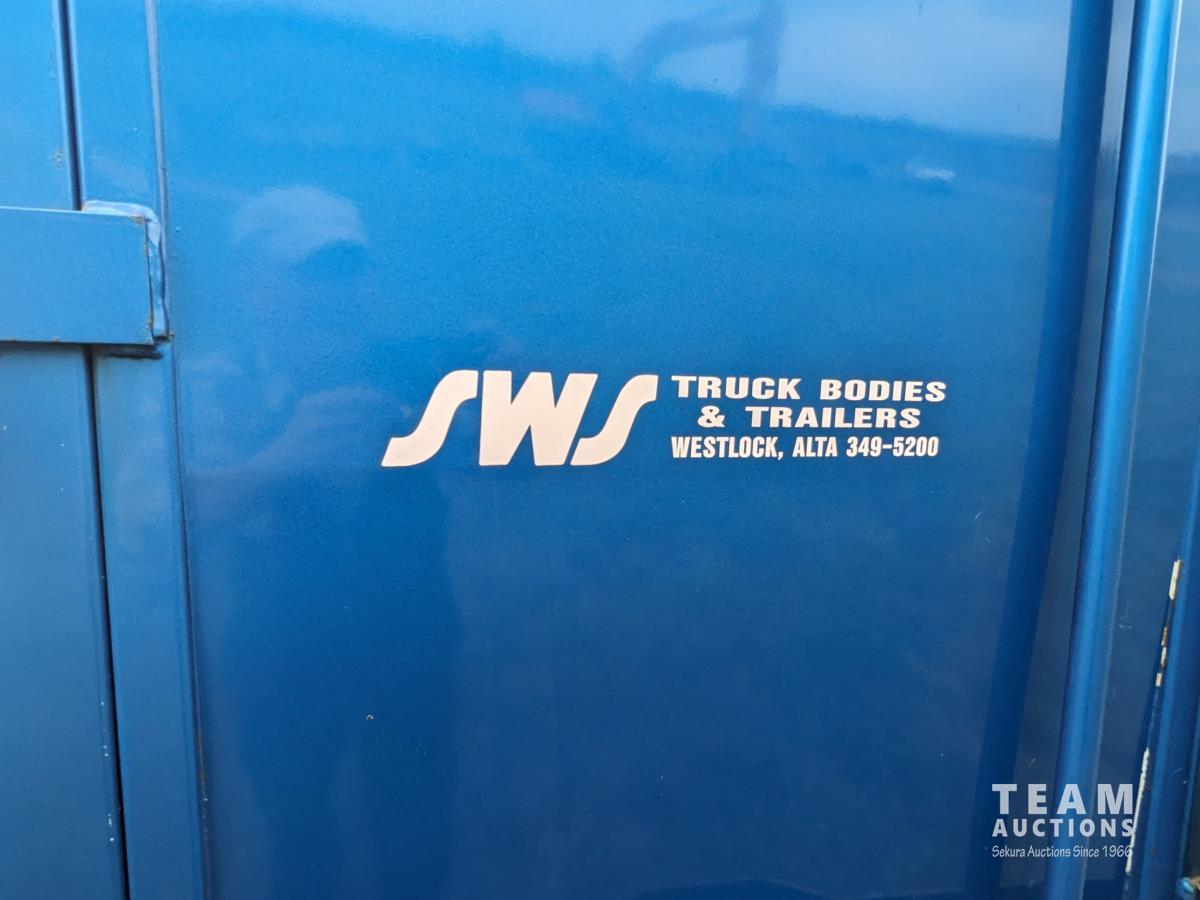 SWS
TRUCK BODIES
& TRAILERS
WESTLOCK, ALTA 349-5200
TEAM
AUCTIONS
Sekura Auctions Since 1966